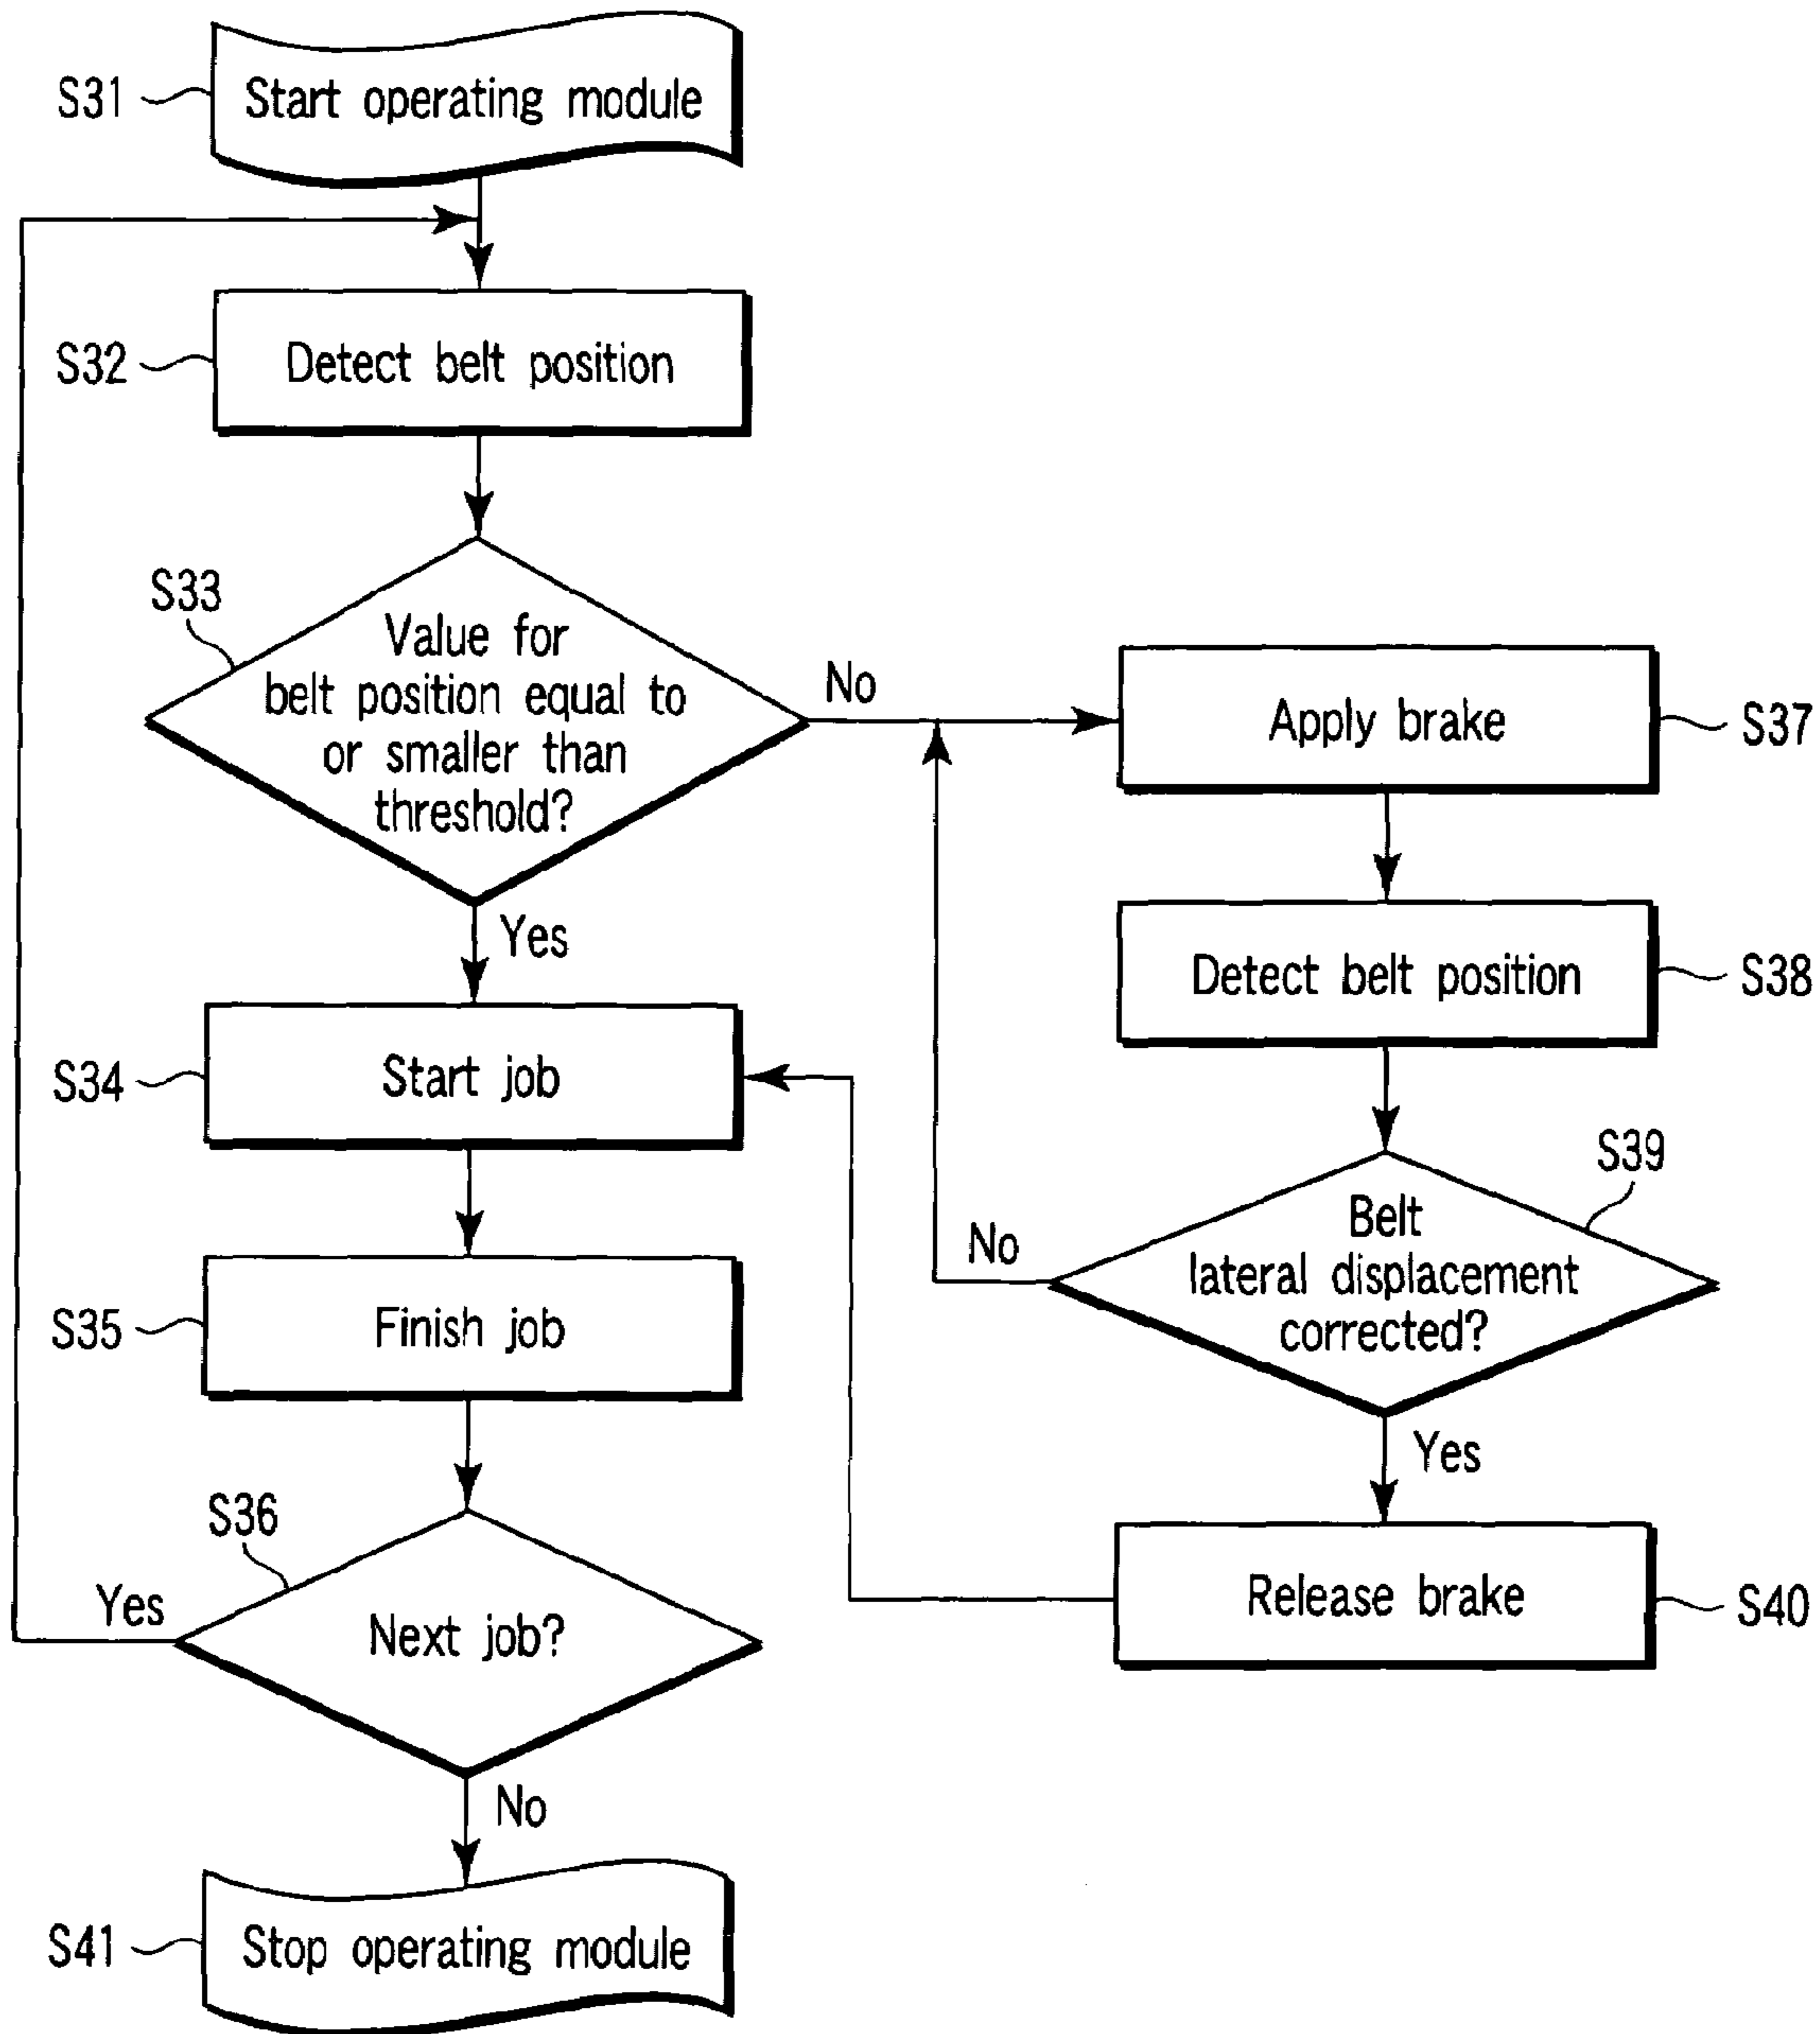 S31
Start operating module
S32
Detect belt position
S33
Value for
belt position equal to
or smaller than
threshold?
No
Yes
S34
Start job
S35
Finish job
S36
Next job?
Yes
No
S41
Stop operating module
Apply brake
S37
Detect belt position
S38
S39
Belt
lateral displacement
corrected?
No
Yes
Release brake
S40